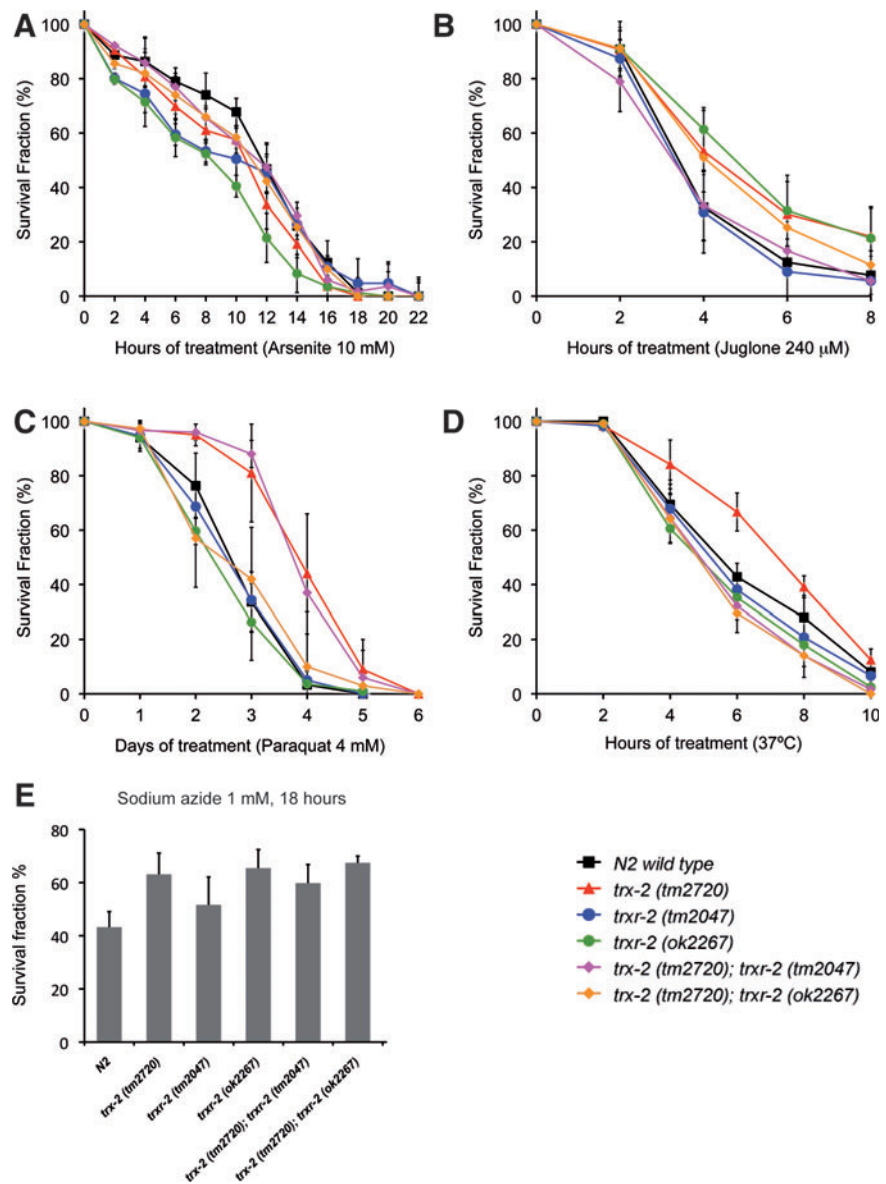 A
Survival Fraction (%)
100
80
60
40
20
0
0 2 4 6 8 10 12 14 16 18 20 22
Hours of treatment (Arsenite 10 mM)
B
Survival Fraction (%)
100
80
60
40
20
0
0 2 4 6 8
Hours of treatment (Juglone 240 μM)
C
Survival Fraction (%)
100
80
60
40
20
0
0 1 2 3 4 5 6
Days of treatment (Paraquat 4 mM)
D
Survival Fraction (%)
100
80
60
40
20
0
0 2 4 6 8 10
Hours of treatment (37ºC)
E
Sodium azide 1 mM, 18 hours
Survival fraction %
80
60
40
20
0
N2
trx-2 (tm2720)
trxr-2 (tm2047)
trxr-2 (ok2267)
trx-2 (tm2720); trxr-2 (tm2047)
trx-2 (tm2720); trxr-2 (ok2267)
N2 wild type
trx-2 (tm2720)
trxr-2 (tm2047)
trxr-2 (ok2267)
trx-2 (tm2720); trxr-2 (tm2047)
trx-2 (tm2720); trxr-2 (ok2267)